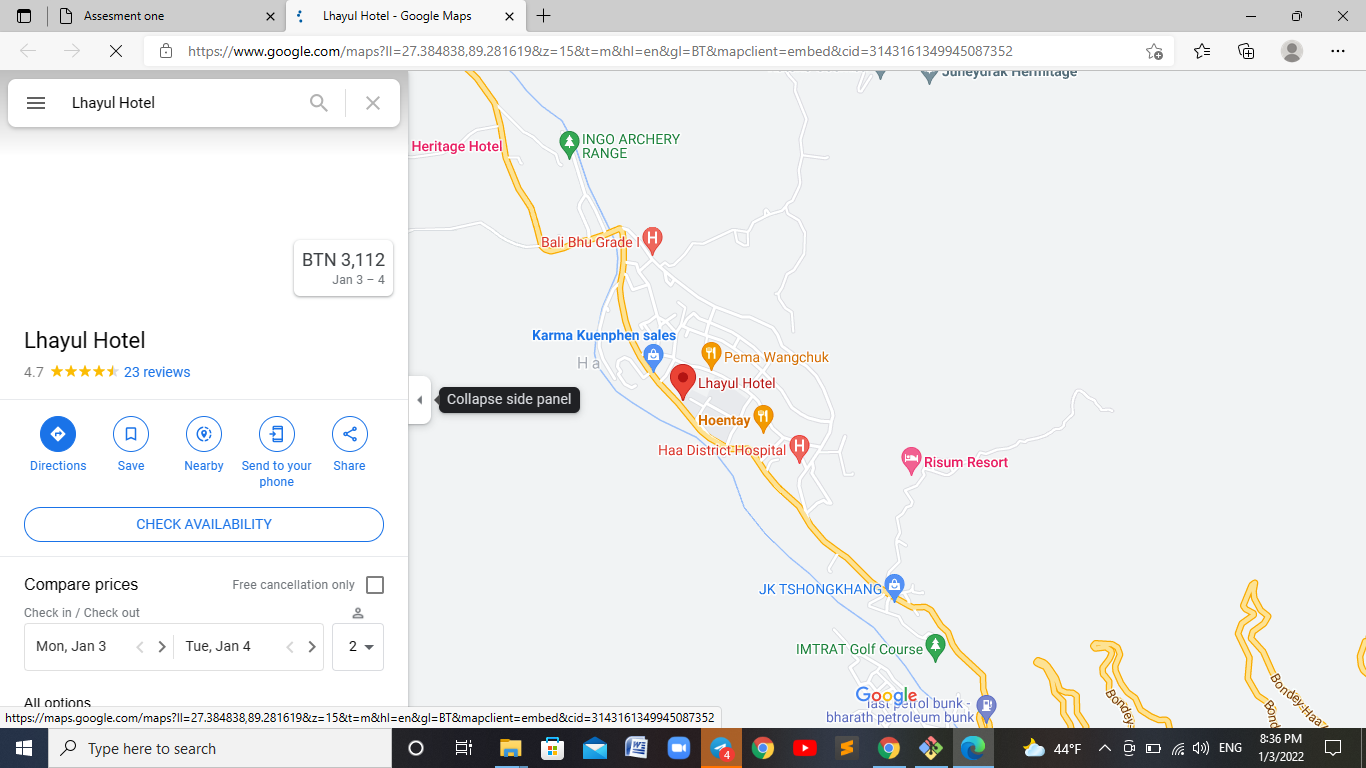 Assesment one
Lhayul Hotel - Google Maps
https://www.google.com/maps?ll=27.384838,89.281619&z=15&t=m&hl=en&gl=BT&mapclient=embed&cid=3143161349945087352
Lhayul Hotel
BTN 3,112
Jan 3 – 4
Lhayul Hotel
4.7
23 reviews
Directions
Save
Nearby
Send to your
phone
Share
CHECK AVAILABILITY
Compare prices
Free cancellation only
Check in / Check out
Mon, Jan 3
Tue, Jan 4
2
All options
https://maps.google.com/maps?ll=27.384838,89.281619&z=15&t=m&hl=en&gl=BT&mapclient=embed&cid=3143161349945087352
Collapse side panel
Juneydrak Hermitage
INGO ARCHERY
RANGE
Heritage Hotel
Bali Bhu Grade I
H
Karma Kuenphen sales
Ha
Pema Wangchuk
Lhayul Hotel
Hoentay
Haa District Hospital
H
Risum Resort
JK TSHONGKHANG
IMTRAT Golf Course
Google
last petrol bunk -
bharath petroleum bunk
Bondey-Haa
Type here to search
4
44°F
ENG
8:36 PM
1/3/2022